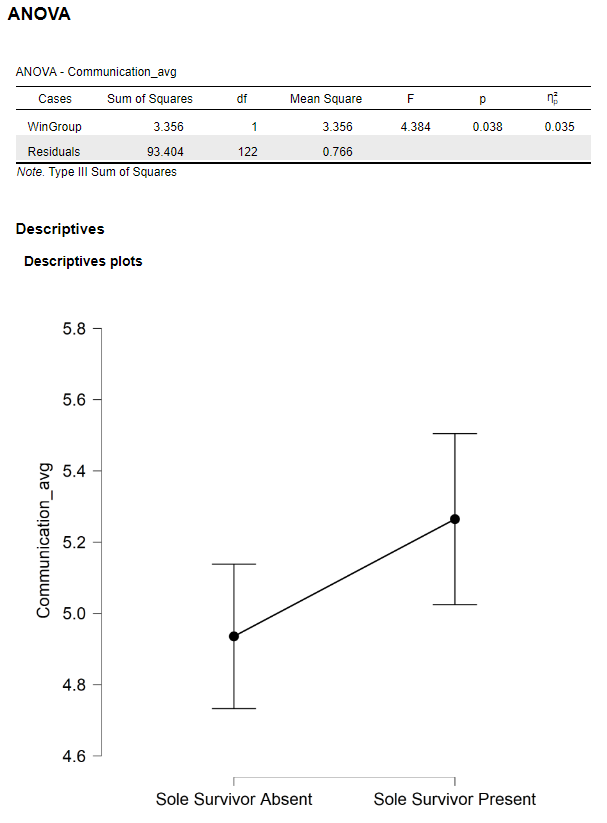 ANOVA
ANOVA - Communication_avg
Cases Sum of Squares df Mean Square F p η²p
WinGroup 3.356 1 3.356 4.384 0.038 0.035
Residuals 93.404 122 0.766
Note. Type III Sum of Squares
Descriptives
Descriptives plots
5.8
5.6
5.4
5.2
5.0
4.8
4.6
Communication_avg
Sole Survivor Absent Sole Survivor Present